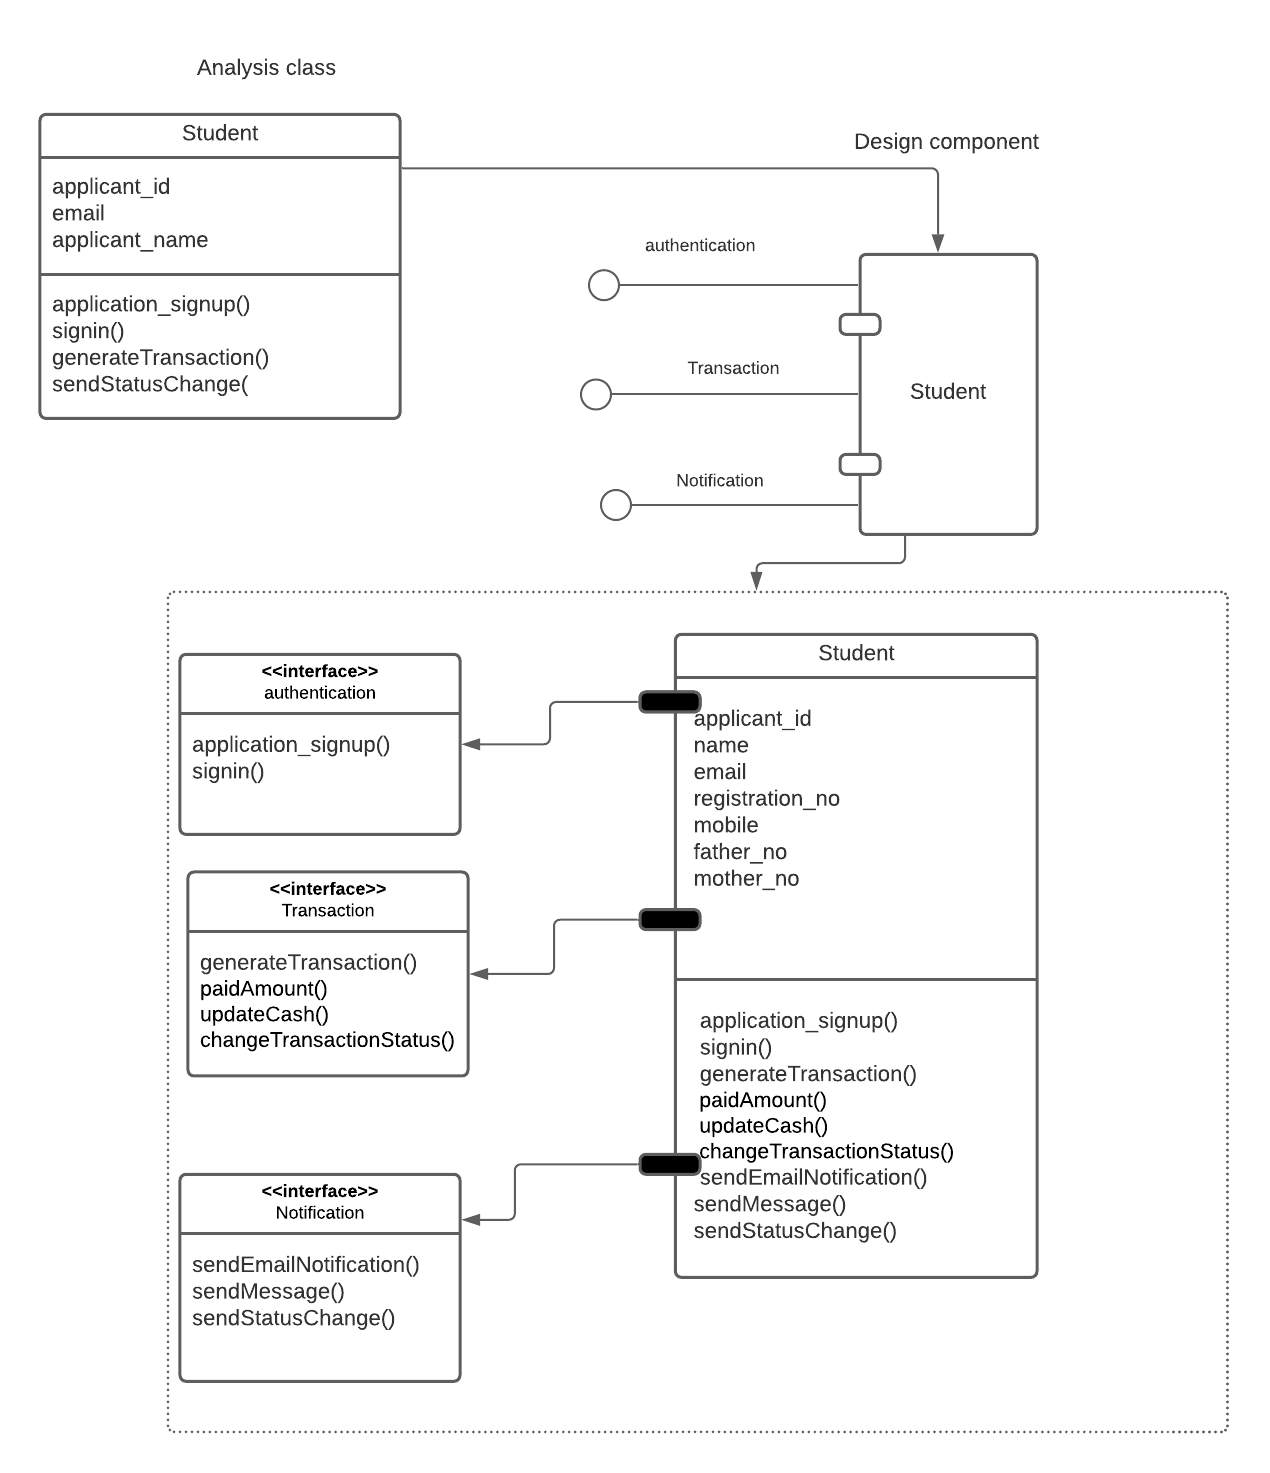 Analysis class
Student
applicant_id
email
applicant_name
application_signup()
signin()
generateTransaction()
sendStatusChange(
Design component
authentication
Transaction
Notification
Student
<<interface>>
authentication
application_signup()
signin()
<<interface>>
Transaction
generateTransaction()
paidAmount()
updateCash()
changeTransactionStatus()
<<interface>>
Notification
sendEmailNotification()
sendMessage()
sendStatusChange()
Student
applicant_id
name
email
registration_no
mobile
father_no
mother_no
application_signup()
signin()
generateTransaction()
paidAmount()
updateCash()
changeTransactionStatus()
sendEmailNotification()
sendMessage()
sendStatusChange()